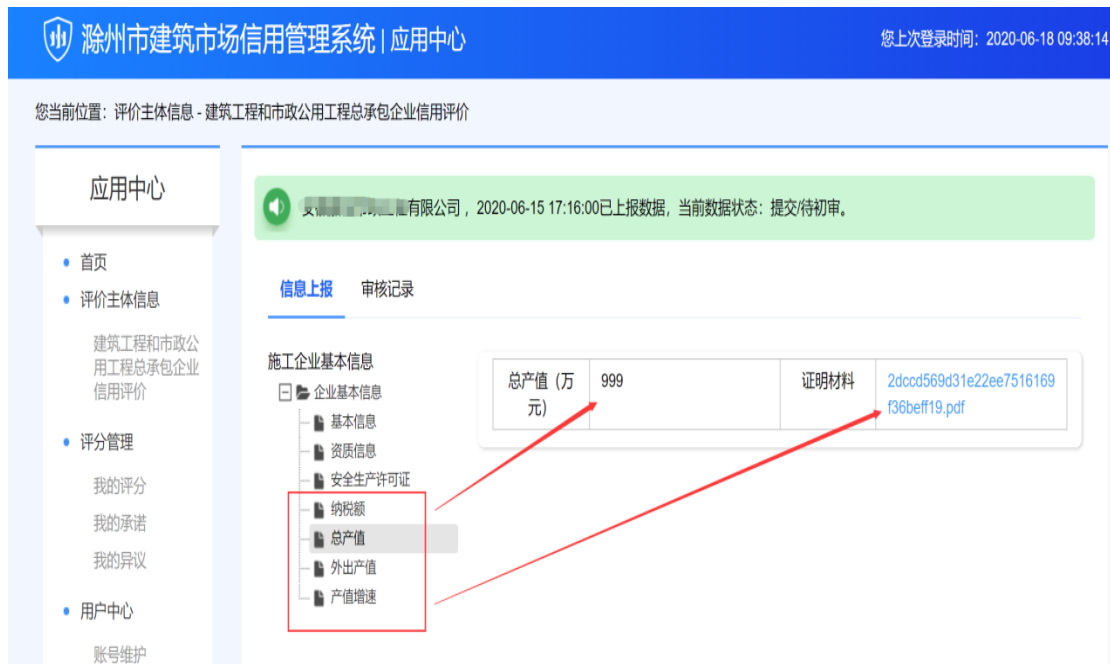 滁州市建筑市场信用管理系统 | 应用中心
您上次登录时间：2020-06-18 09:38:14
您当前位置：评价主体信息 - 建筑工程和市政公用工程总承包企业信用评价
应用中心
首页
评价主体信息
建筑工程和市政公
用工程总承包企业
信用评价
评分管理
我的评分
我的承诺
我的异议
用户中心
账号维护
有限公司，2020-06-15 17:16:00已上报数据，当前数据状态：提交/待初审。
信息上报
审核记录
施工企业基本信息
企业基本信息
基本信息
资质信息
安全生产许可证
纳税额
总产值
外出产值
产值增速
总产值（万
元）
999
证明材料
2dccd569d31e22ee7516169
f36beff19.pdf